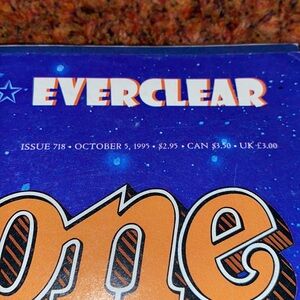 EVERCLEAR
ISSUE 718 • OCTOBER 5, 1995 • $2.95 • CAN $3.50 • UK £3.00
one